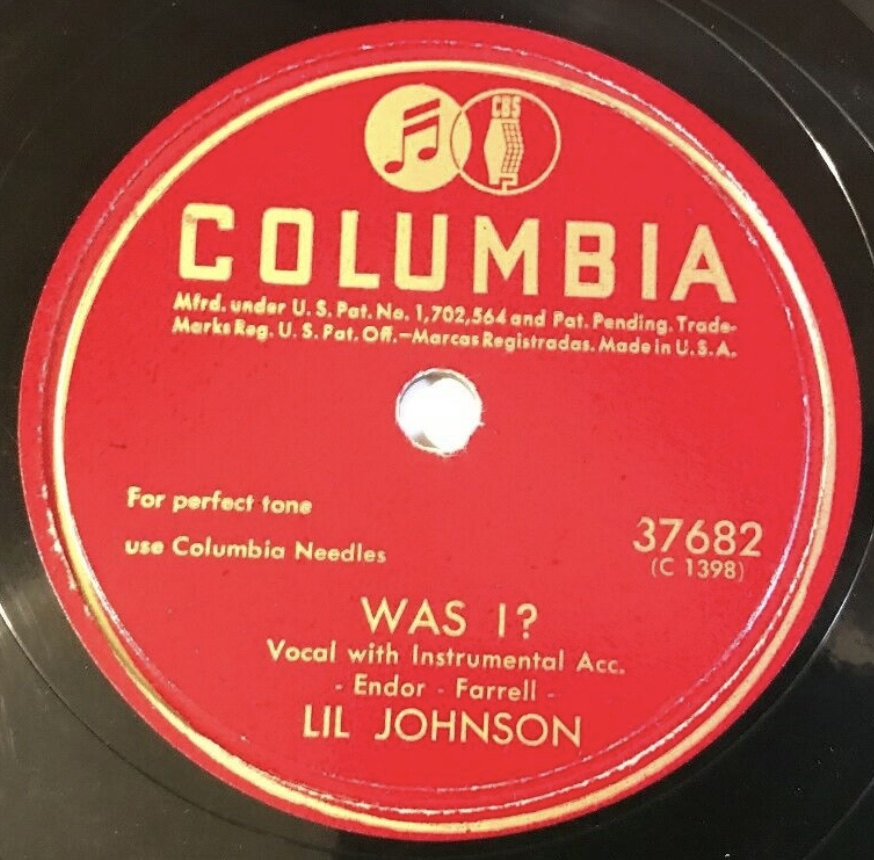 CBS
COLUMBIA
Mfrd. under U. S. Pat. No. 1,702,564 and Pat. Pending. Trade-
Marks Reg. U. S. Pat. Off.—Marcas Registradas. Made in U.S.A.
For perfect tone
use Columbia Needles
37682
(C 1398)
WAS I?
Vocal with Instrumental Acc.
- Endor - Farrell -
LIL JOHNSON